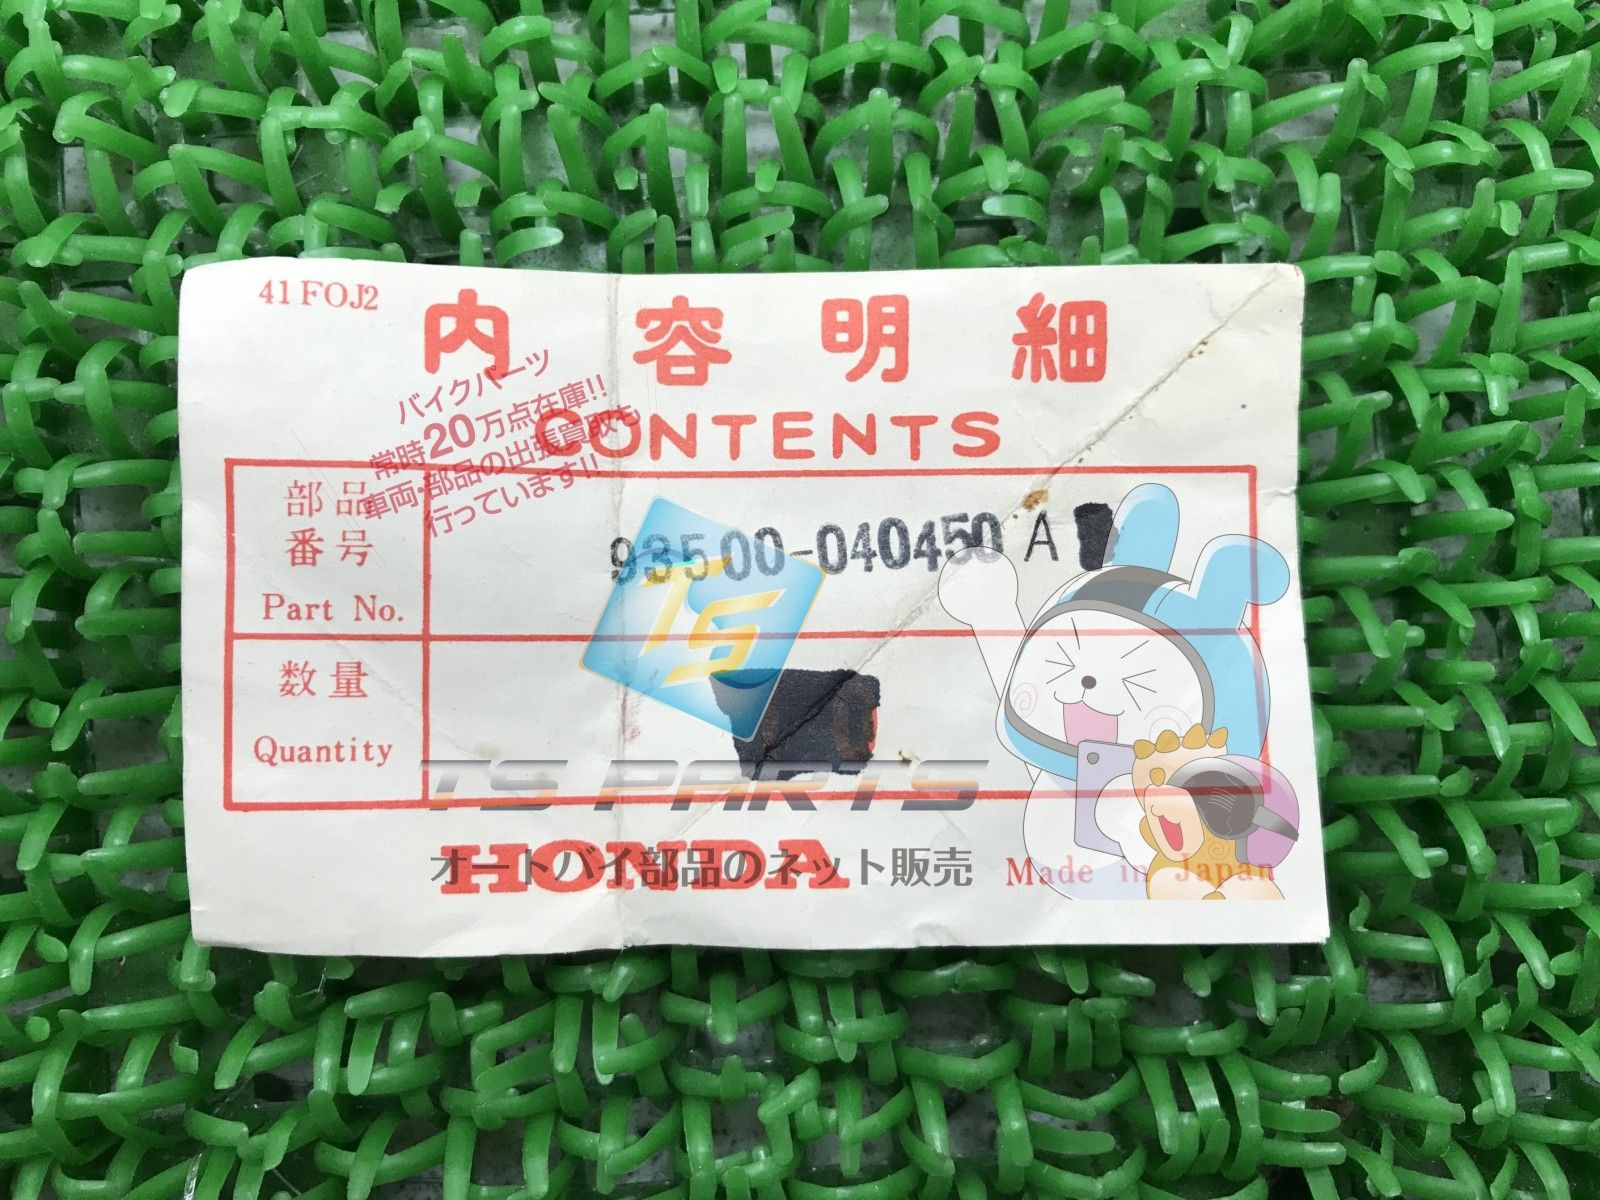 41FOJ2
内容明細
CONTENTS
バイクパーツ
常時20万点在庫!!
車両・部品の出張買取も
行っています!!
部品
番号
Part No.
93500-040450 A
数量
Quantity
TS
TS PARTS
HONDA
オートバイ部品のネット販売
Made in Japan